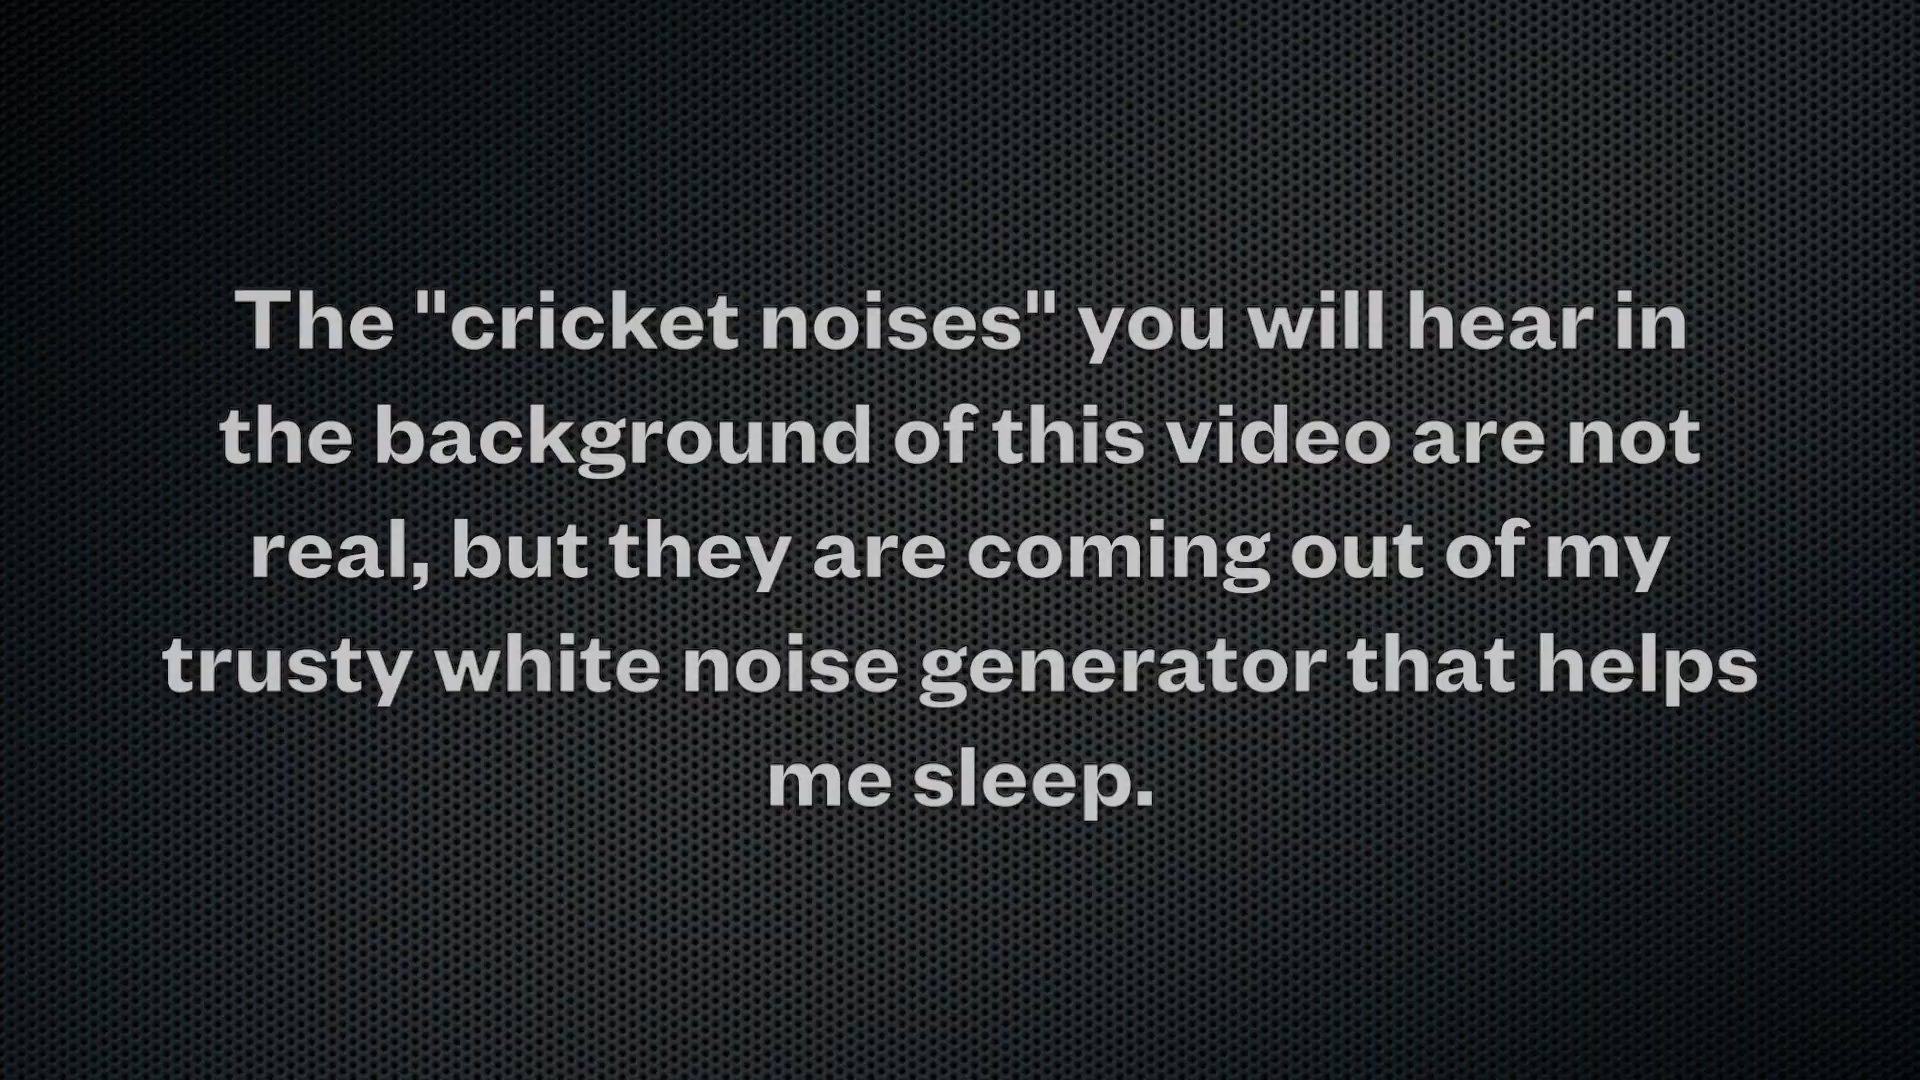 The "cricket noises" you will hear in
the background of this video are not
real, but they are coming out of my
trusty white noise generator that helps
me sleep.